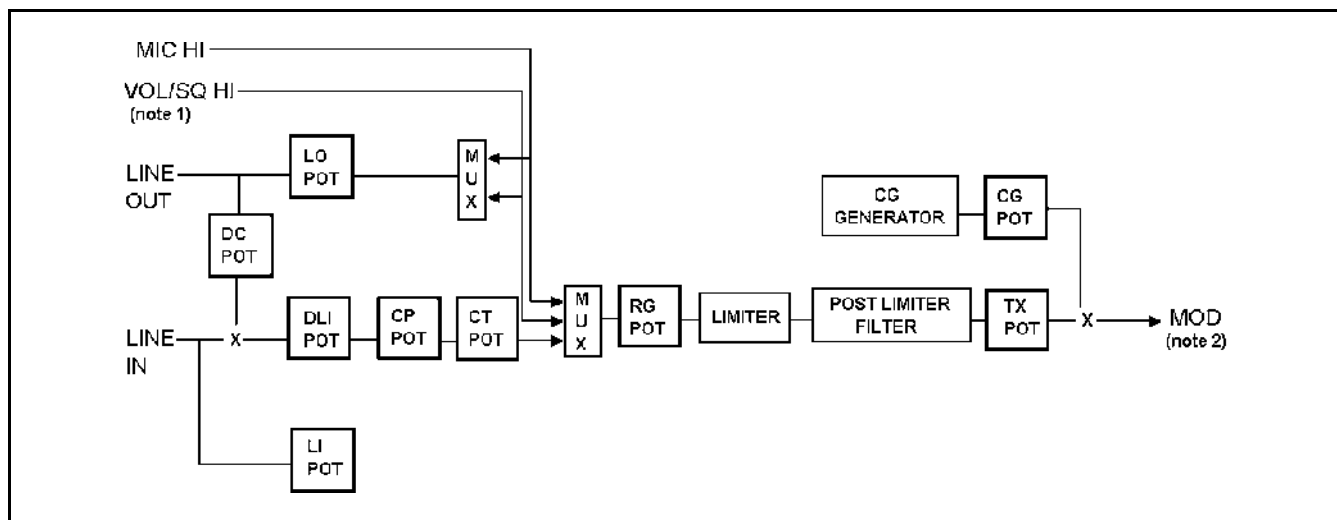 MIC HI
VOL/SQ HI
(note 1)
LINE
OUT
LO
POT
M
U
X
DC
POT
CG
GENERATOR
CG
POT
LINE
IN
X
DLI
POT
CP
POT
CT
POT
M
U
X
RG
POT
LIMITER
POST LIMITER
FILTER
TX
POT
X
MOD
(note 2)
LI
POT